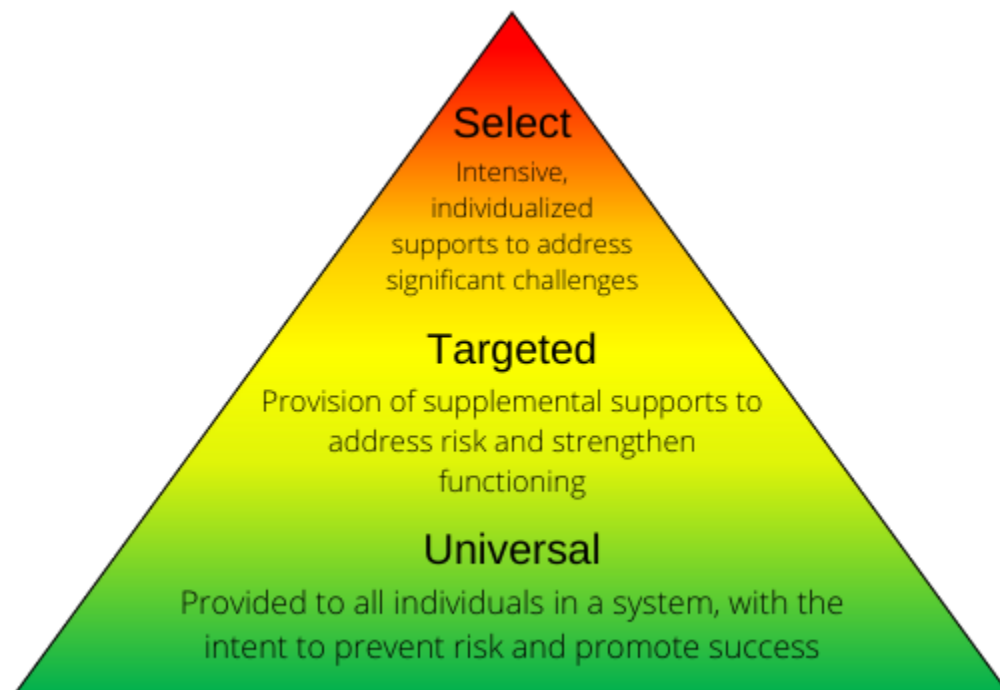 Select
Intensive,
individualized
supports to address
significant challenges
Targeted
Provision of supplemental supports to
address risk and strengthen
functioning
Universal
Provided to all individuals in a system, with the
intent to prevent risk and promote success